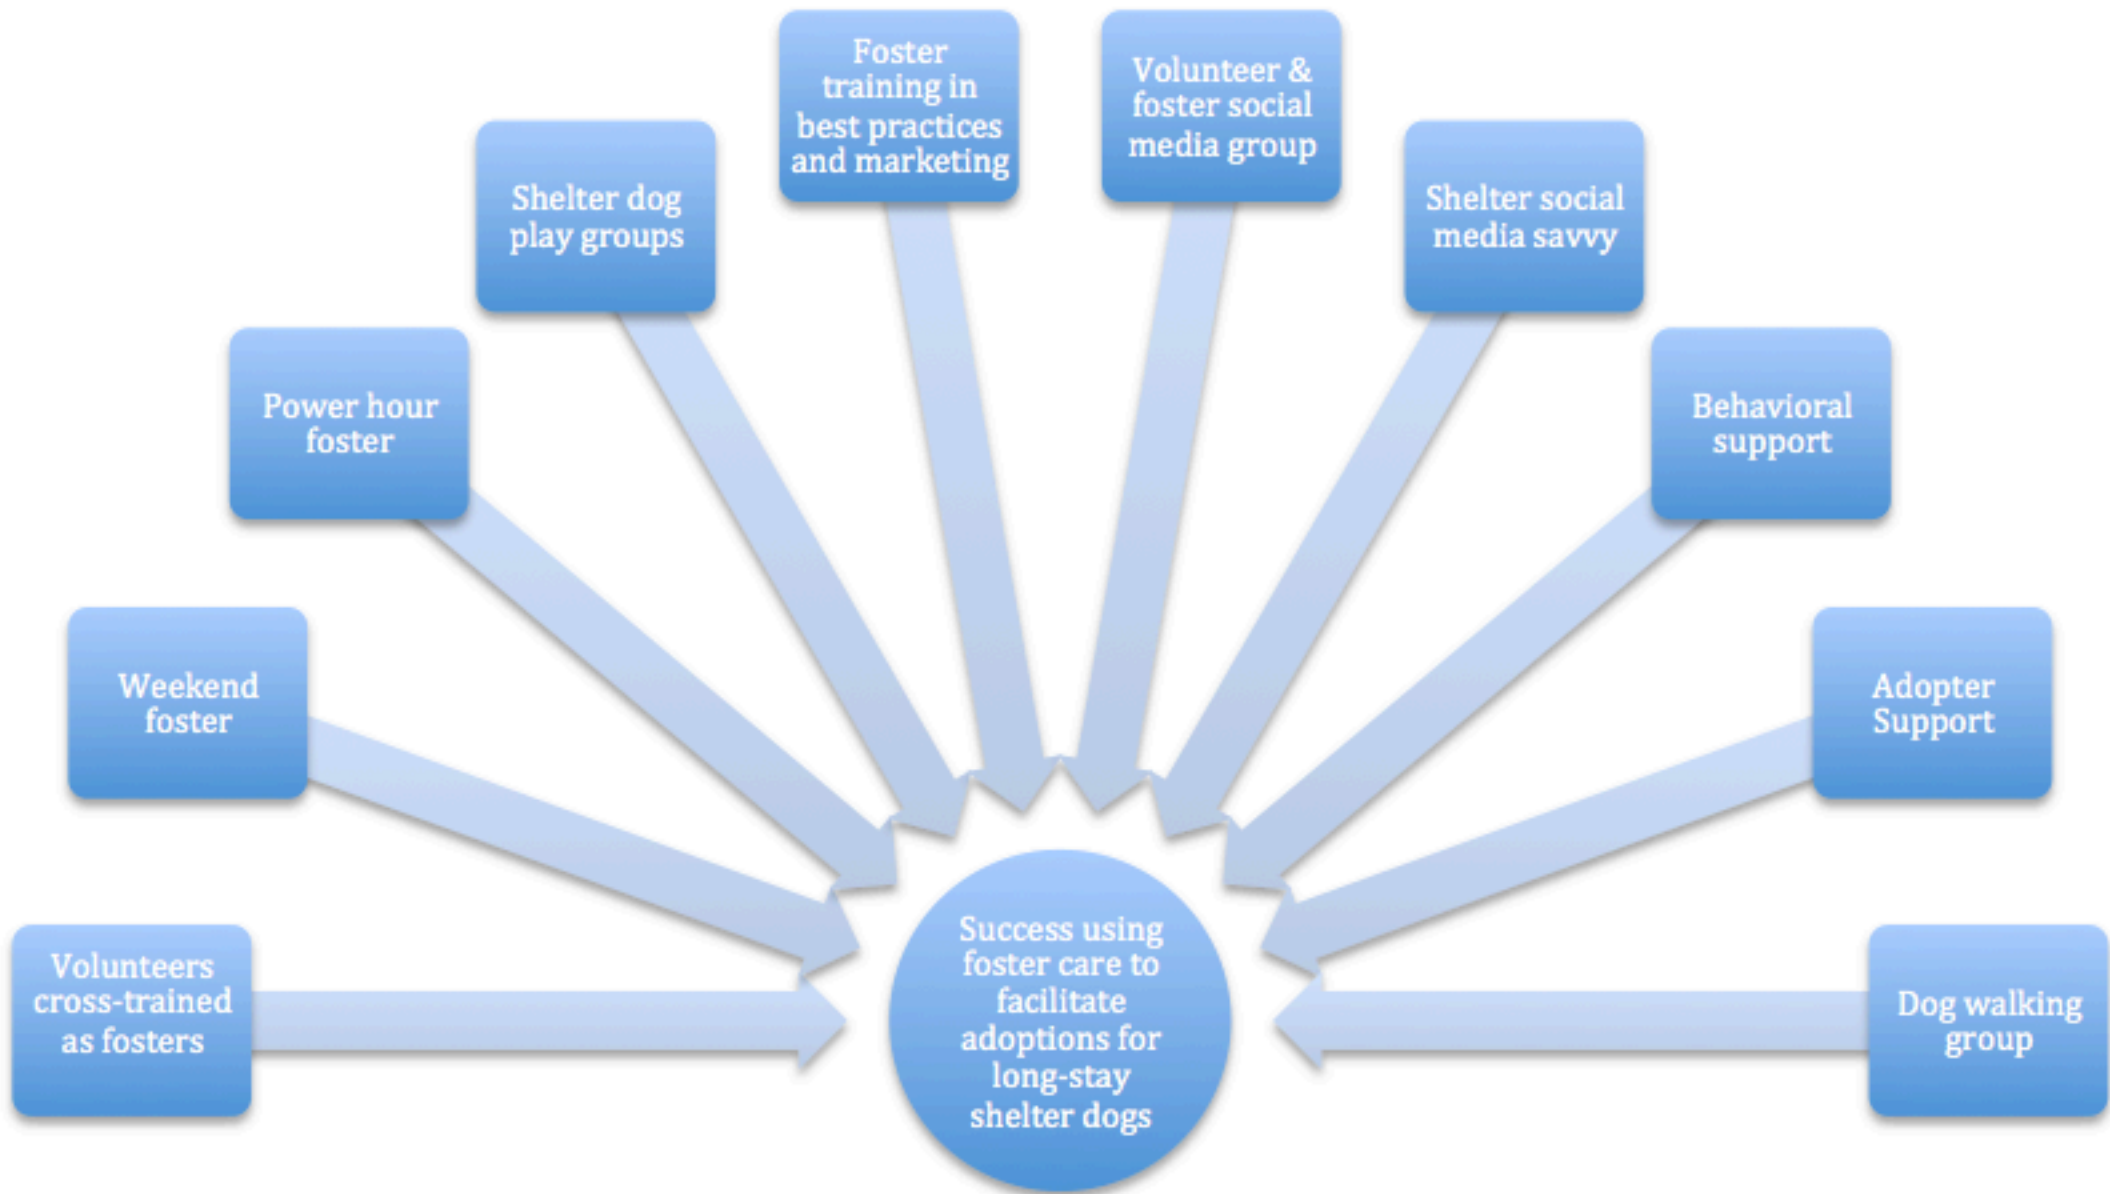 Volunteers
cross-trained
as fosters
Weekend
foster
Power hour
foster
Shelter dog
play groups
Foster
training in
best practices
and marketing
Volunteer &
foster social
media group
Shelter social
media savvy
Behavioral
support
Adopter
Support
Dog walking
group
Success using
foster care to
facilitate
adoptions for
long-stay
shelter dogs